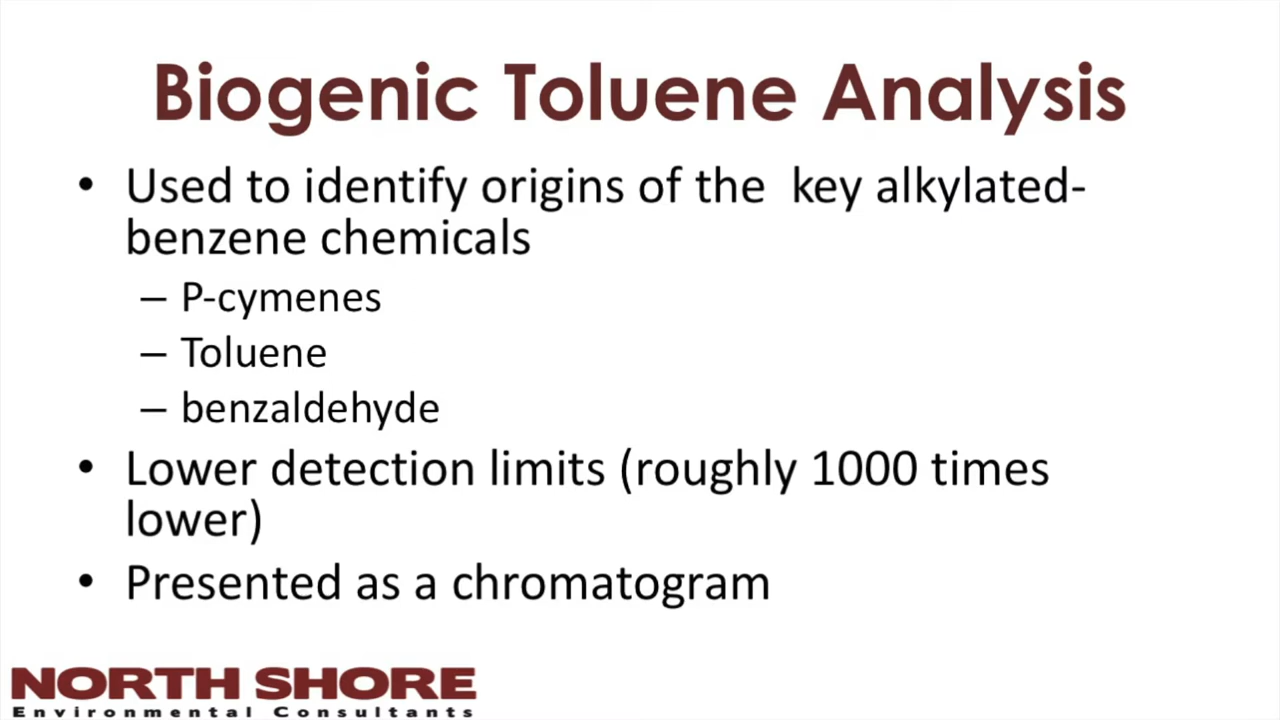 Biogenic Toluene Analysis
• Used to identify origins of the key alkylated-
benzene chemicals
– P-cymenes
– Toluene
– benzaldehyde
• Lower detection limits (roughly 1000 times
lower)
• Presented as a chromatogram
NORTH SHORE
Environmental Consultants